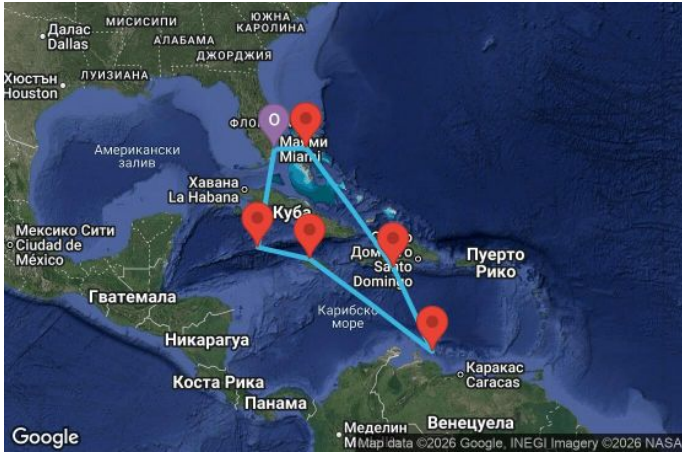 МИСИСИПИ
ЮЖНА
КАРОЛИНА
Далас
Dallas
АЛАБАМА
ДЖОРДЖИЯ
ЛУИЗИАНА
Хюстън
Houston
ФЛО
O
Маями
Miami
Американски
залив
Хавана
La Habana
Куба
Мексико Сити
Ciudad de
México
Санто
Доминго
Santo
Domingo
Пуерто
Рико
Гватемала
Карибско
море
Никарагуа
Каракас
Caracas
Коста Рика
Панама
Меделин
Венецуела
Google
Map data ©2026 Google, INEGI Imagery ©2026 NASA